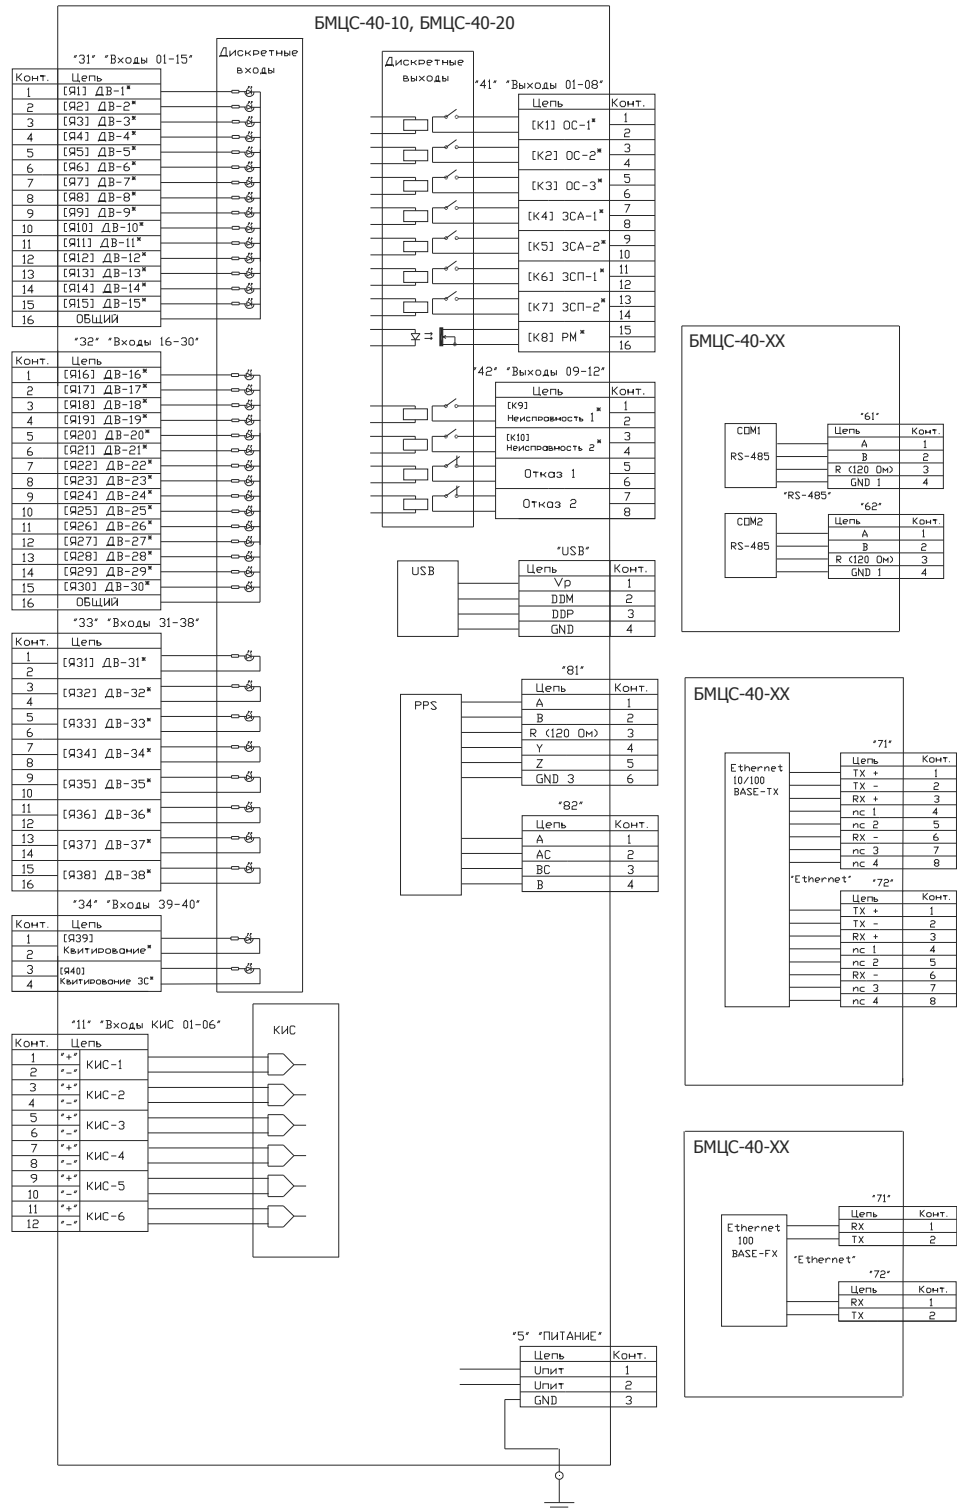 БМЦС-40-10, БМЦС-40-20
Дискретные
входы
"31" "Входы 01-15"
Конт. Цепь
1 [Я1] ДВ-1*
2 [Я2] ДВ-2*
3 [Я3] ДВ-3*
4 [Я4] ДВ-4*
5 [Я5] ДВ-5*
6 [Я6] ДВ-6*
7 [Я7] ДВ-7*
8 [Я8] ДВ-8*
9 [Я9] ДВ-9*
10 [Я10] ДВ-10*
11 [Я11] ДВ-11*
12 [Я12] ДВ-12*
13 [Я13] ДВ-13*
14 [Я14] ДВ-14*
15 [Я15] ДВ-15*
16 ОБЩИЙ
"32" "Входы 16-30"
Конт. Цепь
1 [Я16] ДВ-16*
2 [Я17] ДВ-17*
3 [Я18] ДВ-18*
4 [Я19] ДВ-19*
5 [Я20] ДВ-20*
6 [Я21] ДВ-21*
7 [Я22] ДВ-22*
8 [Я23] ДВ-23*
9 [Я24] ДВ-24*
10 [Я25] ДВ-25*
11 [Я26] ДВ-26*
12 [Я27] ДВ-27*
13 [Я28] ДВ-28*
14 [Я29] ДВ-29*
15 [Я30] ДВ-30*
16 ОБЩИЙ
"33" "Входы 31-38"
Конт. Цепь
1
[Я31] ДВ-31*
2
3
[Я32] ДВ-32*
4
5
[Я33] ДВ-33*
6
7
[Я34] ДВ-34*
8
9
[Я35] ДВ-35*
10
11
[Я36] ДВ-36*
12
13
[Я37] ДВ-37*
14
15
[Я38] ДВ-38*
16
"34" "Входы 39-40"
Конт. Цепь
1 [Я39]
2 Квитирование*
3 [Я40]
4 Квитирование ЗС*
"11" "Входы КИС 01-06"
КИС
Конт. Цепь
1 "+"
КИС-1
2 "-"
3 "+"
КИС-2
4 "-"
5 "+"
КИС-3
6 "-"
7 "+"
КИС-4
8 "-"
9 "+"
КИС-5
10 "-"
11 "+"
КИС-6
12 "-"
Дискретные
выходы
"41" "Выходы 01-08"
Цепь Конт.
1
[К1] ОС-1*
2
3
[К2] ОС-2*
4
5
[К3] ОС-3*
6
7
[К4] ЗСА-1*
8
9
[К5] ЗСА-2*
10
11
[К6] ЗСП-1*
12
13
[К7] ЗСП-2*
14
15
[К8] РМ*
16
"42" "Выходы 09-12"
Цепь Конт.
[К9] 1
Неисправность 1* 2
[К10] 3
Неисправность 2* 4
5
Отказ 1
6
7
Отказ 2
8
"USB"
USB
Цепь Конт.
Vp 1
DDM 2
DDP 3
GND 4
"81"
PPS
Цепь Конт.
A 1
B 2
R (120 Ом) 3
Y 4
Z 5
GND 3 6
"82"
Цепь Конт.
A 1
AC 2
BC 3
B 4
"5" "ПИТАНИЕ"
Цепь Конт.
Uпит 1
Uпит 2
GND 3
БМЦС-40-XX
"61"
COM1
RS-485
Цепь Конт.
A 1
B 2
R (120 Ом) 3
GND 1 4
"RS-485"
"62"
COM2
RS-485
Цепь Конт.
A 1
B 2
R (120 Ом) 3
GND 1 4
БМЦС-40-XX
"71"
Ethernet
10/100
BASE-TX
Цепь Конт.
TX + 1
TX - 2
RX + 3
nc 1 4
nc 2 5
RX - 6
nc 3 7
nc 4 8
"Ethernet" "72"
Цепь Конт.
TX + 1
TX - 2
RX + 3
nc 1 4
nc 2 5
RX - 6
nc 3 7
nc 4 8
БМЦС-40-XX
"71"
Ethernet
100
BASE-FX
Цепь Конт.
RX 1
TX 2
"Ethernet"
"72"
Цепь Конт.
RX 1
TX 2